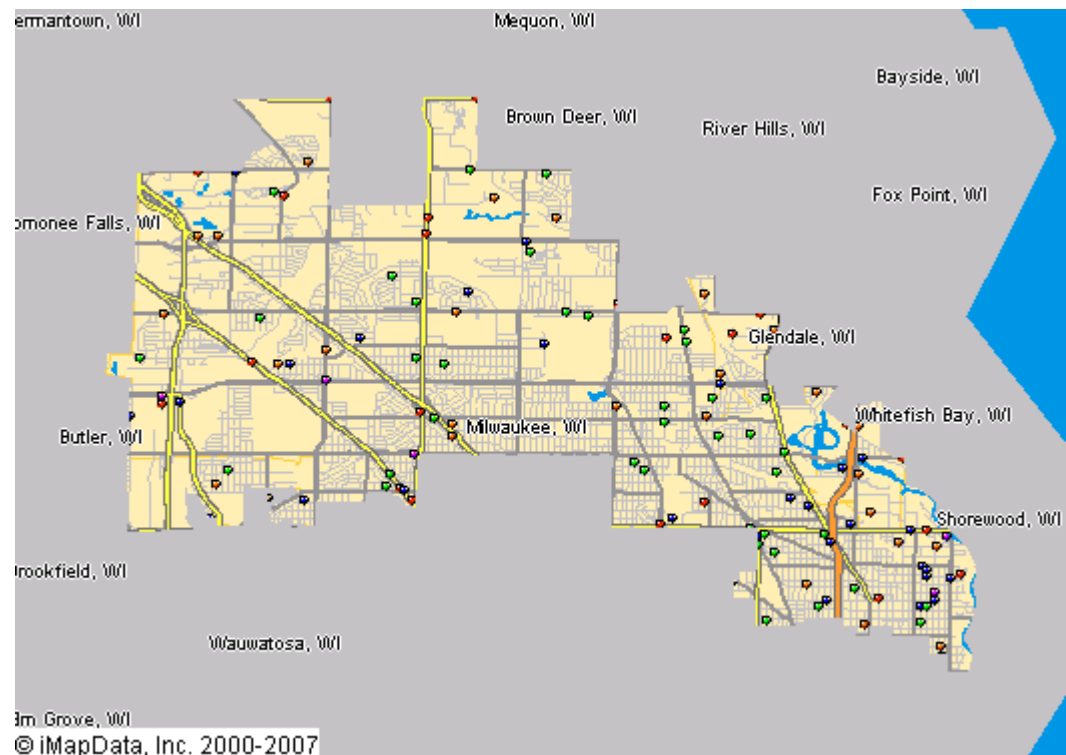 ermantown, WI
Mequon, WI
Bayside, WI
Brown Deer, WI
River Hills, WI
Fox Point, WI
omonee Falls, WI
Glendale, WI
Whitefish Bay, WI
Milwaukee, WI
Butler, WI
Shorewood, WI
rookfield, WI
Wauwatosa, WI
lm Grove, WI
© iMapData, Inc. 2000-2007